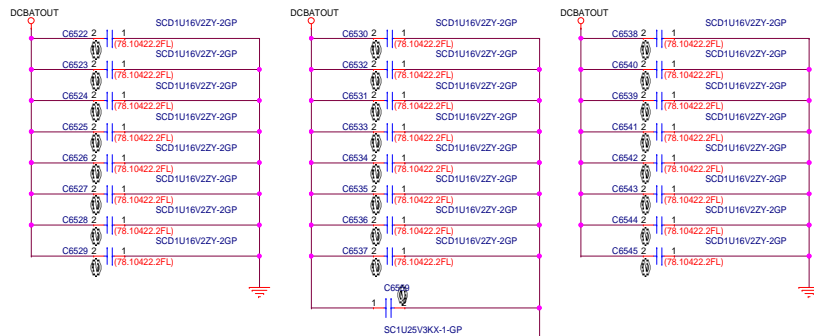 DCBATOUT
SCD1U16V2ZY-2GP
C6522 2 1
(78.10422.2FL)
SCD1U16V2ZY-2GP
C6523 2 1
(78.10422.2FL)
SCD1U16V2ZY-2GP
C6524 2 1
(78.10422.2FL)
SCD1U16V2ZY-2GP
C6525 2 1
(78.10422.2FL)
SCD1U16V2ZY-2GP
C6526 2 1
(78.10422.2FL)
SCD1U16V2ZY-2GP
C6527 2 1
(78.10422.2FL)
SCD1U16V2ZY-2GP
C6528 2 1
(78.10422.2FL)
SCD1U16V2ZY-2GP
C6529 2 1
(78.10422.2FL)
DCBATOUT
SCD1U16V2ZY-2GP
C6530 2 1
(78.10422.2FL)
SCD1U16V2ZY-2GP
C6532 2 1
(78.10422.2FL)
SCD1U16V2ZY-2GP
C6531 2 1
(78.10422.2FL)
SCD1U16V2ZY-2GP
C6533 2 1
(78.10422.2FL)
SCD1U16V2ZY-2GP
C6534 2 1
(78.10422.2FL)
SCD1U16V2ZY-2GP
C6535 2 1
(78.10422.2FL)
SCD1U16V2ZY-2GP
C6536 2 1
(78.10422.2FL)
SCD1U16V2ZY-2GP
C6537 2 1
(78.10422.2FL)
1 2
SC1U25V3KX-1-GP
DCBATOUT
SCD1U16V2ZY-2GP
C6538 2 1
(78.10422.2FL)
SCD1U16V2ZY-2GP
C6540 2 1
(78.10422.2FL)
SCD1U16V2ZY-2GP
C6539 2 1
(78.10422.2FL)
SCD1U16V2ZY-2GP
C6541 2 1
(78.10422.2FL)
SCD1U16V2ZY-2GP
C6542 2 1
(78.10422.2FL)
SCD1U16V2ZY-2GP
C6543 2 1
(78.10422.2FL)
SCD1U16V2ZY-2GP
C6544 2 1
(78.10422.2FL)
SCD1U16V2ZY-2GP
C6545 2 1
(78.10422.2FL)